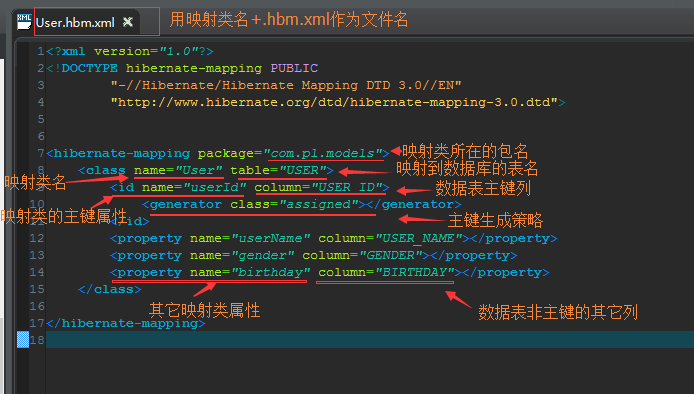 User.hbm.xml 用映射类名+.hbm.xml作为文件名
1 <?xml version="1.0"?>
2 <!DOCTYPE hibernate-mapping PUBLIC
3 "-//Hibernate/Hibernate Mapping DTD 3.0//EN"
4 "http://www.hibernate.org/dtd/hibernate-mapping-3.0.dtd">
5
6
7 <hibernate-mapping package="com.pl.models"> 映射类所在的包名
8 <class name="User" table="USER"> 映射到数据库的表名
映射类名
9 <id name="userId" column="USER_ID"> 数据表主键列
10 <generator class="assigned"></generator>
映射类的主键属性
11 </id> 主键生成策略
12 <property name="userName" column="USER_NAME"></property>
13 <property name="gender" column="GENDER"></property>
14 <property name="birthday" column="BIRTHDAY"></property>
15 </class>
其它映射类属性 数据表非主键的其它列
16
17 </hibernate-mapping>
18